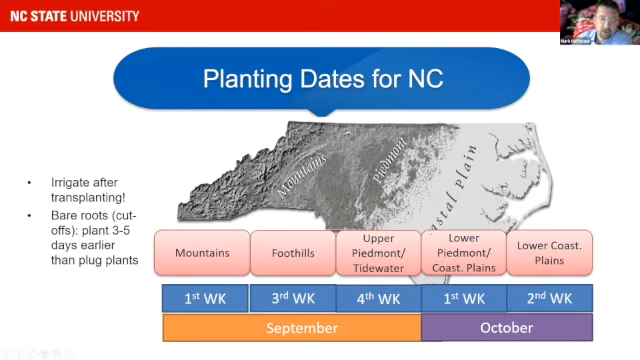 NC STATE UNIVERSITY
Planting Dates for NC
• Irrigate after
transplanting!
• Bare roots (cut-
offs): plant 3-5
days earlier
than plug plants
Mountains
Piedmont
astal Plain
Mountains
Foothills
Upper
Piedmont/
Tidewater
Lower
Piedmont/
Coast. Plains
Lower Coast.
Plains
1st WK
3rd WK
4th WK
1st WK
2nd WK
September
October